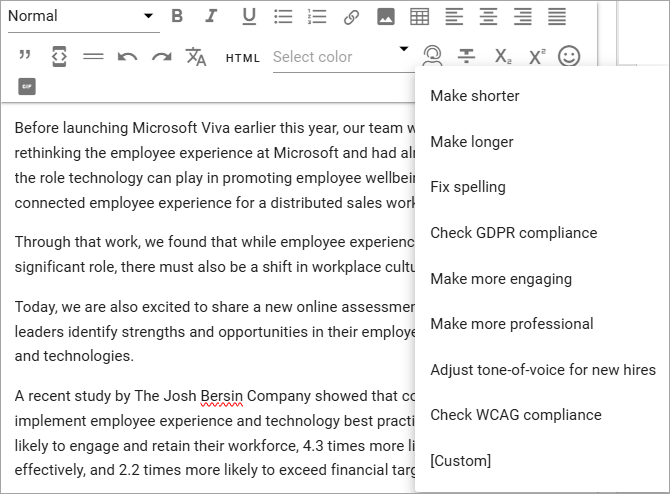 Normal
B I U
HTML Select color X₂ X²
GIF
Before launching Microsoft Viva earlier this year, our team w
rethinking the employee experience at Microsoft and had alr
the role technology can play in promoting employee wellbein
connected employee experience for a distributed sales work
Through that work, we found that while employee experienc
significant role, there must also be a shift in workplace cultu
Today, we are also excited to share a new online assessmen
leaders identify strengths and opportunities in their employe
and technologies.
A recent study by The Josh Bersin Company showed that co
implement employee experience and technology best practi
likely to engage and retain their workforce, 4.3 times more li
effectively, and 2.2 times more likely to exceed financial targ
Make shorter
Make longer
Fix spelling
Check GDPR compliance
Make more engaging
Make more professional
Adjust tone-of-voice for new hires
Check WCAG compliance
[Custom]